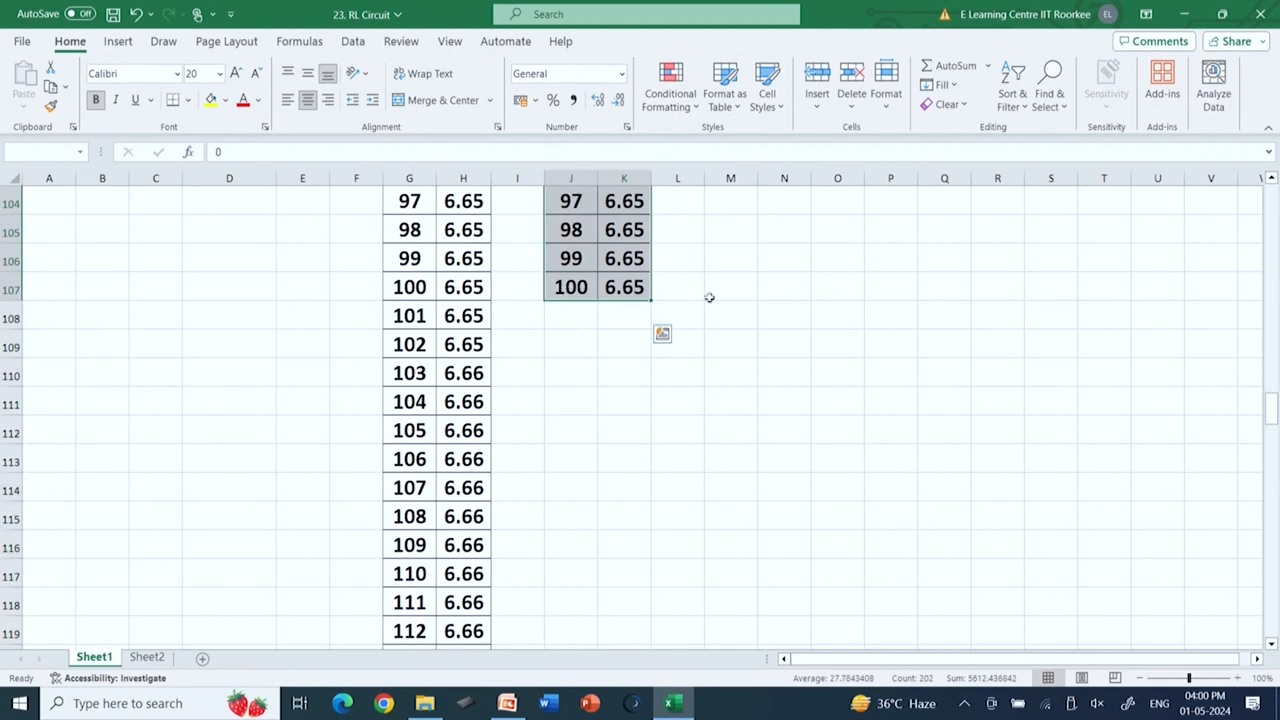 AutoSave Off 23. RL Circuit Search E Learning Centre IIT Roorkee EL
File Home Insert Draw Page Layout Formulas Data Review View Automate Help Comments Share
Paste Calibri 20 Wrap Text General Conditional Formatting Format as Table Cell Styles Insert Delete Format AutoSum Sort & Filter Find & Select Sensitivity Add-ins Analyze Data
B I U A Merge & Center % Fill
Clear
Clipboard Font Alignment Number Styles Cells Editing Sensitivity Add-ins
fx 0
A B C D E F G H I J K L M N O P Q R S T U V
104 97 6.65 97 6.65
105 98 6.65 98 6.65
106 99 6.65 99 6.65
107 100 6.65 100 6.65
108 101 6.65
109 102 6.65
110 103 6.66
111 104 6.66
112 105 6.66
113 106 6.66
114 107 6.66
115 108 6.66
116 109 6.66
117 110 6.66
118 111 6.66
119 112 6.66
Sheet1 Sheet2
Ready Accessibility: Investigate Average: 27.7843408 Count: 202 Sum: 5612.436842 100%
Type here to search 36°C Haze ENG 04:00 PM
01-05-2024